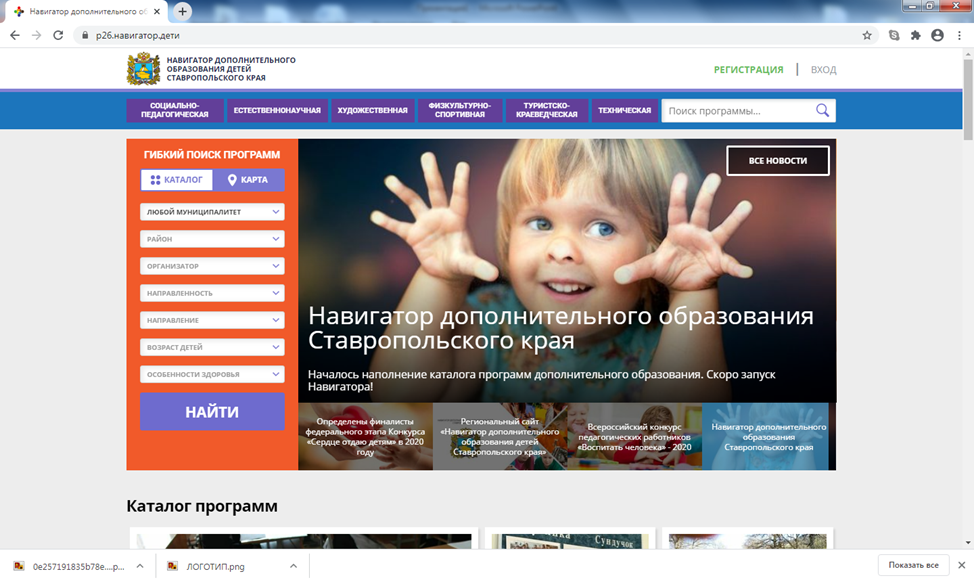 Навигатор дополнительного об
p26.навигатор.дети
НАВИГАТОР ДОПОЛНИТЕЛЬНОГО
ОБРАЗОВАНИЯ ДЕТЕЙ
СТАВРОПОЛЬСКОГО КРАЯ
РЕГИСТРАЦИЯ
ВХОД
СОЦИАЛЬНО-
ПЕДАГОГИЧЕСКАЯ
ЕСТЕСТВЕННОНАУЧНАЯ
ХУДОЖЕСТВЕННАЯ
ФИЗКУЛЬТУРНО-
СПОРТИВНАЯ
ТУРИСТСКО-
КРАЕВЕДЧЕСКАЯ
ТЕХНИЧЕСКАЯ
Поиск программы...
ГИБКИЙ ПОИСК ПРОГРАММ
КАТАЛОГ
КАРТА
ЛЮБОЙ МУНИЦИПАЛИТЕТ
РАЙОН
ОРГАНИЗАТОР
НАПРАВЛЕННОСТЬ
НАПРАВЛЕНИЕ
ВОЗРАСТ ДЕТЕЙ
ОСОБЕННОСТИ ЗДОРОВЬЯ
НАЙТИ
ВСЕ НОВОСТИ
Навигатор дополнительного образования
Ставропольского края
Началось наполнение каталога программ дополнительного образования. Скоро запуск
Навигатора!
Определены финалисты
федерального этапа Конкурса
«Сердце отдаю детям» в 2020
году
Региональный сайт
«Навигатор дополнительного
образования детей
Ставропольского края»
Всероссийский конкурс
педагогических работников
«Воспитать человека» - 2020
Навигатор дополнительного
образования
Ставропольского края
Каталог программ
Сундучок
0e257191835b78e....p...
ЛОГОТИП.png
Показать все